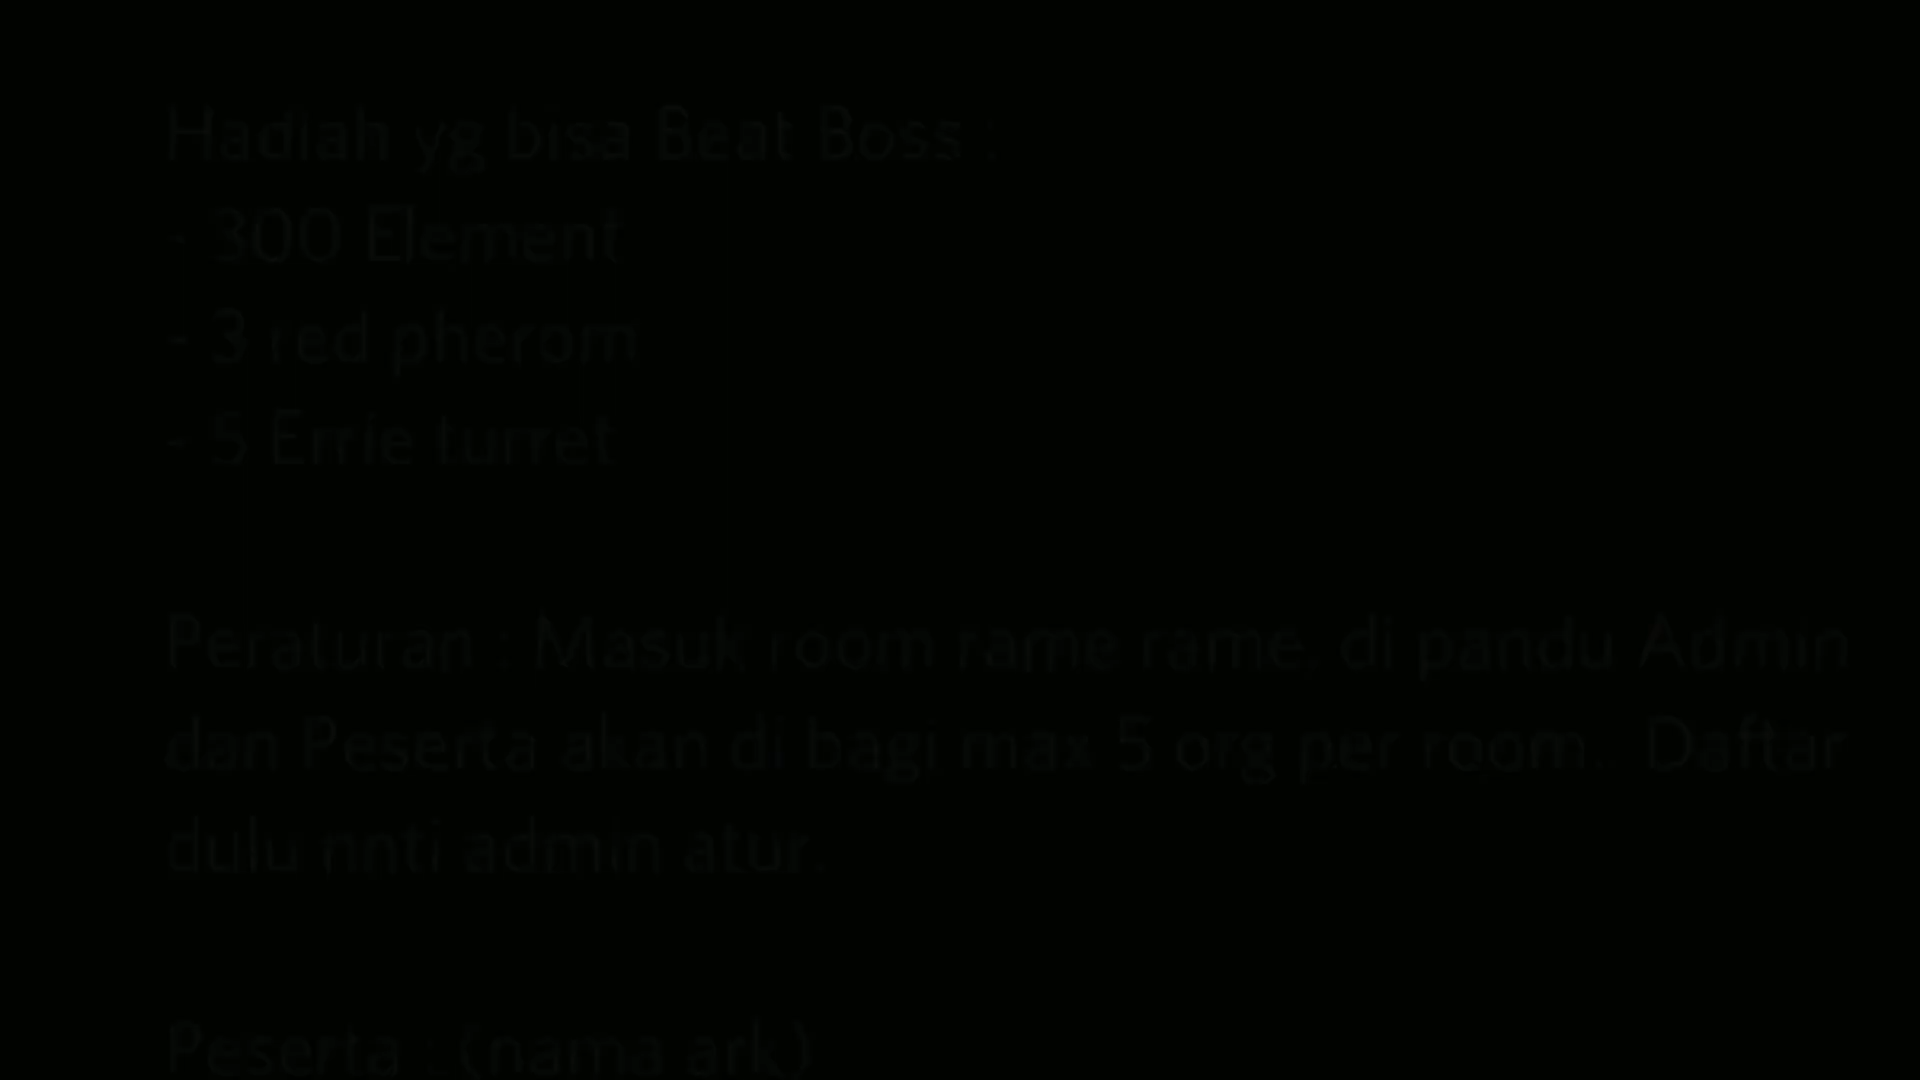 Hadiah yg bisa Beat Boss :
- 300 Element
- 3 red pherom
- 5 Errie turret
Peraturan : Masuk room rame rame, di pandu Admin
dan Peserta akan di bagi max 5 org per room.. Daftar
dulu nnti admin atur.
Peserta : (nama ark)